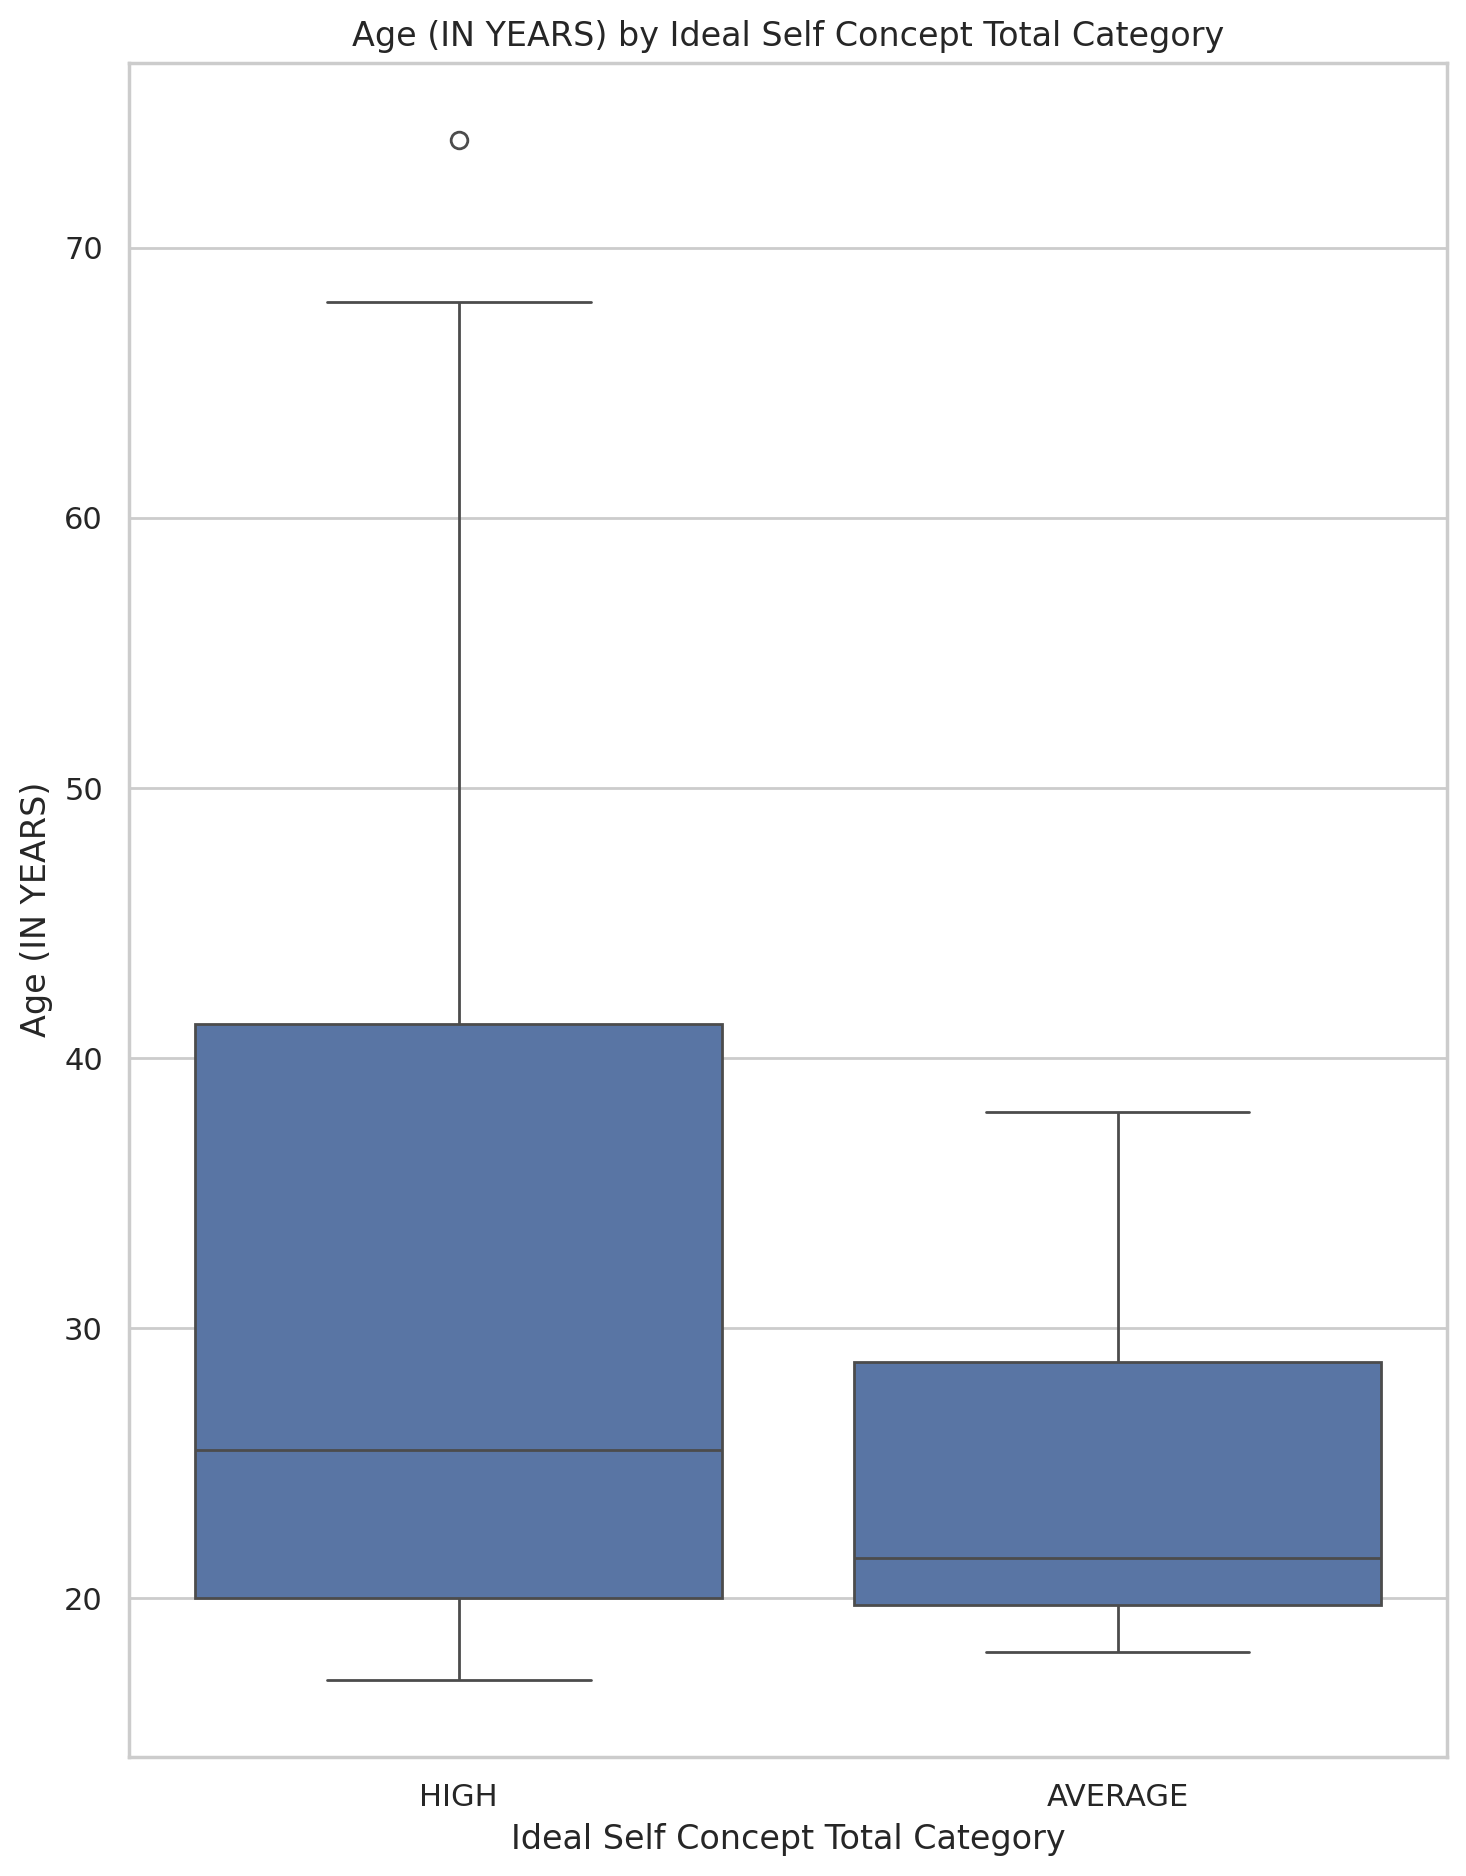 Age (IN YEARS) by Ideal Self Concept Total Category
Age (IN YEARS)
70
60
50
40
30
20
HIGH
AVERAGE
Ideal Self Concept Total Category